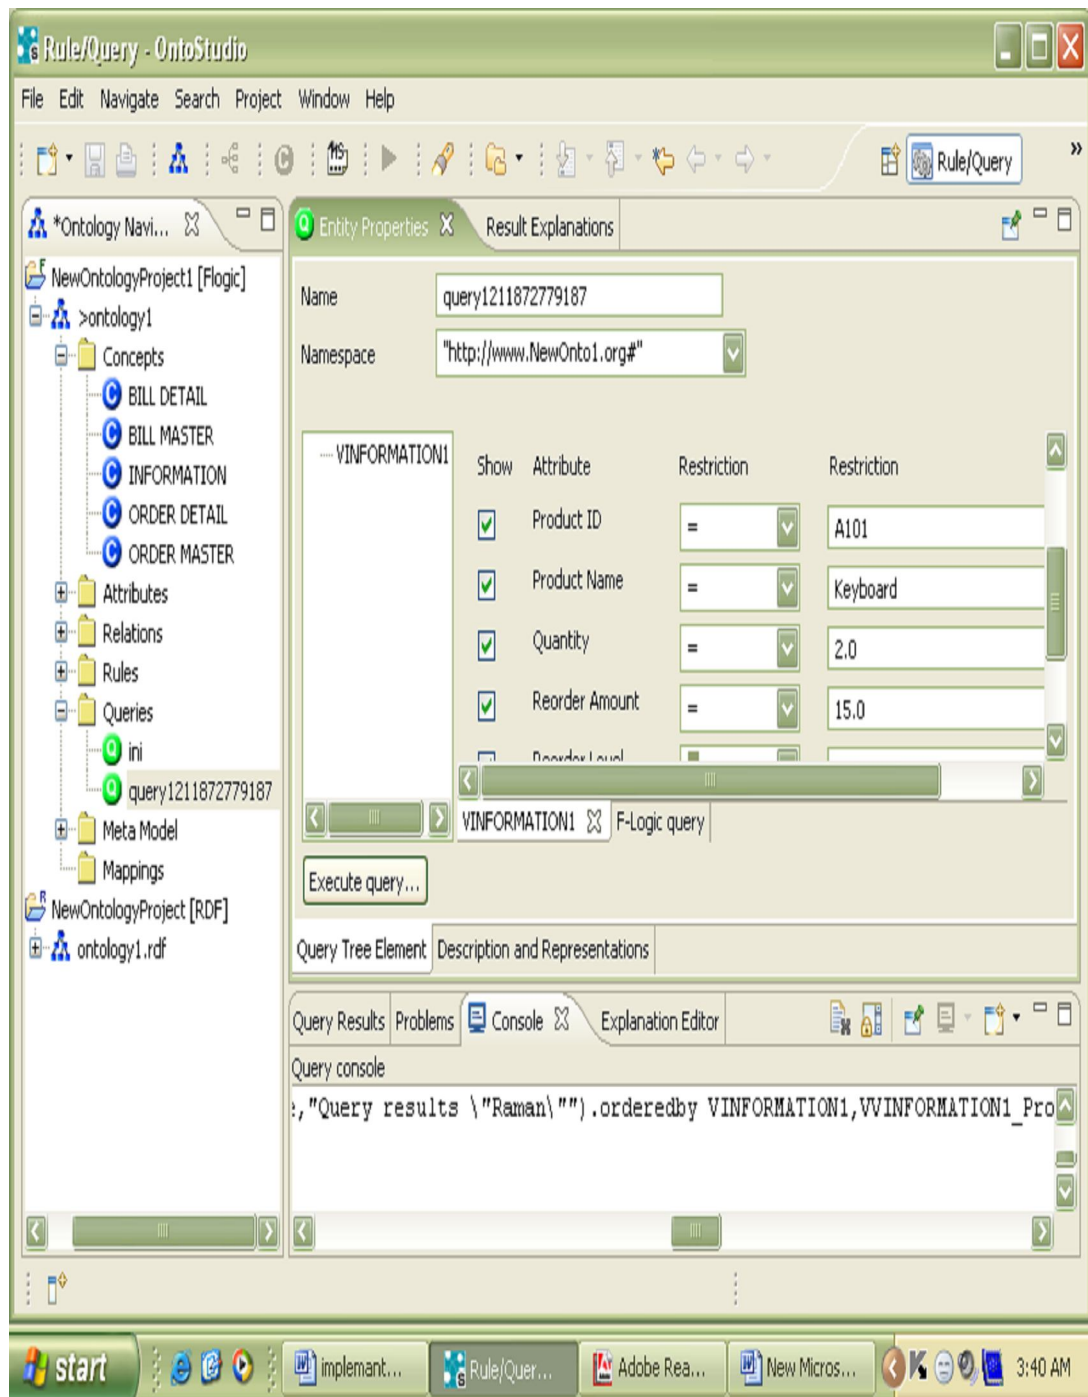 Rule/Query - OntoStudio
File Edit Navigate Search Project Window Help
Rule/Query
*Ontology Navi...
NewOntologyProject1 [Flogic]
>ontology1
Concepts
BILL DETAIL
BILL MASTER
INFORMATION
ORDER DETAIL
ORDER MASTER
Attributes
Relations
Rules
Queries
ini
query1211872779187
Meta Model
Mappings
NewOntologyProject [RDF]
ontology1.rdf
Entity Properties Result Explanations
Name query1211872779187
Namespace "http://www.NewOnto1.org#"
VINFORMATION1
Show Attribute Restriction Restriction
Product ID = A101
Product Name = Keyboard
Quantity = 2.0
Reorder Amount = 15.0
Reorder Level
VINFORMATION1 F-Logic query
Execute query...
Query Tree Element Description and Representations
Query Results Problems Console Explanation Editor
Query console
:,"Query results \"Raman\"").orderedby VINFORMATION1,VVINFORMATION1_Pro
start implemant... Rule/Quer... Adobe Rea... New Micros... 3:40 AM